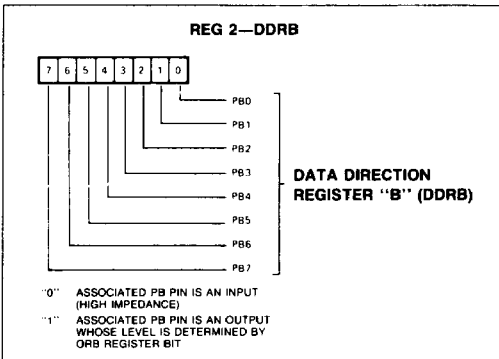 REG 2—DDRB
7 6 5 4 3 2 1 0
PB0
PB1
PB2
PB3
PB4
PB5
PB6
PB7
DATA DIRECTION
REGISTER "B" (DDRB)
"0" ASSOCIATED PB PIN IS AN INPUT
(HIGH IMPEDANCE)
"1" ASSOCIATED PB PIN IS AN OUTPUT
WHOSE LEVEL IS DETERMINED BY
ORB REGISTER BIT